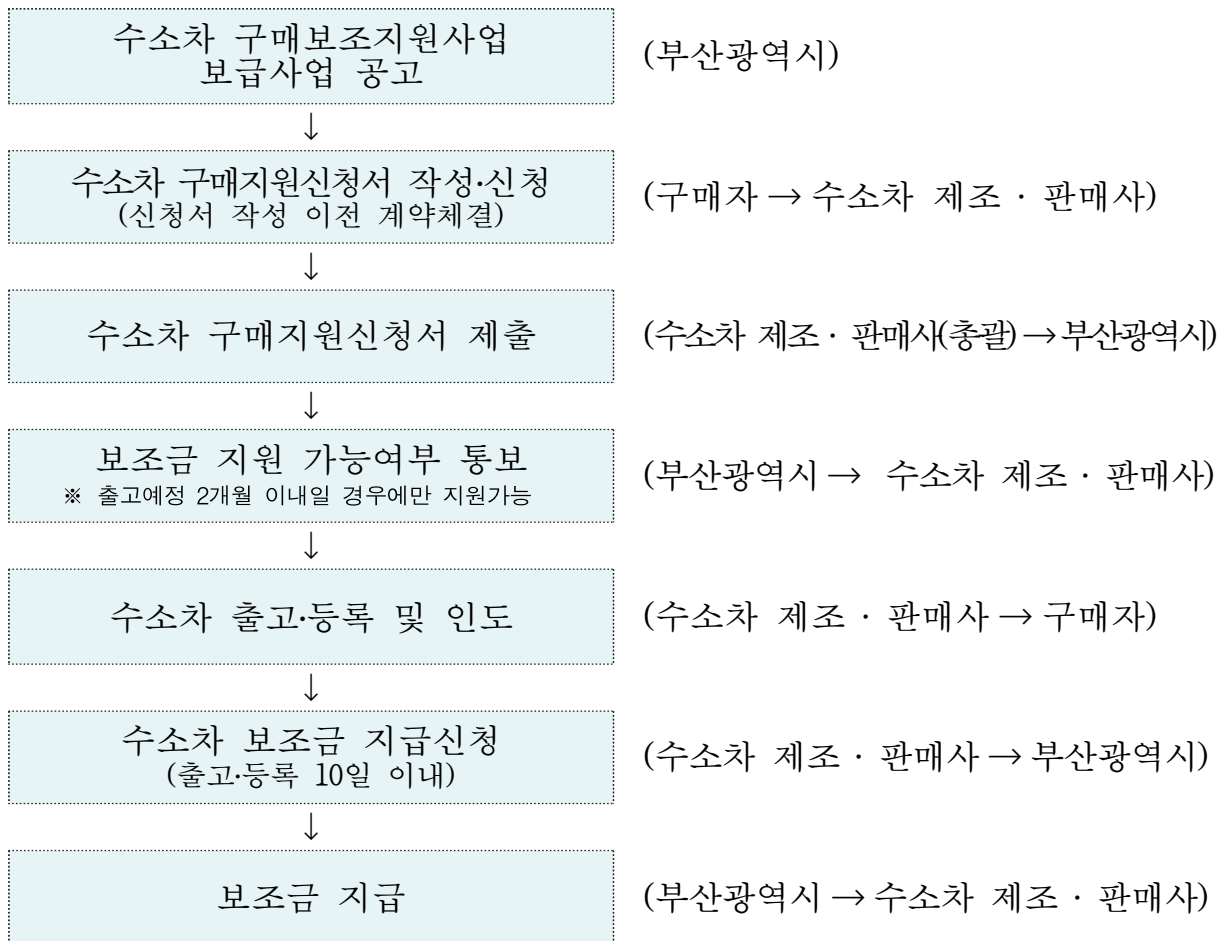 수소차 구매보조지원사업
보급사업 공고
(부산광역시)
↓
수소차 구매지원신청서 작성·신청
(신청서 작성 이전 계약체결)
(구매자 → 수소차 제조 · 판매사)
↓
수소차 구매지원신청서 제출
(수소차 제조 · 판매사(총괄) → 부산광역시)
↓
보조금 지원 가능여부 통보
※ 출고예정 2개월 이내일 경우에만 지원가능
(부산광역시 → 수소차 제조 · 판매사)
↓
수소차 출고·등록 및 인도
(수소차 제조 · 판매사 → 구매자)
↓
수소차 보조금 지급신청
(출고·등록 10일 이내)
(수소차 제조 · 판매사 → 부산광역시)
↓
보조금 지급
(부산광역시 → 수소차 제조 · 판매사)